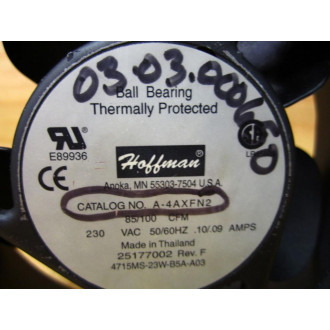 03.03.000650
Ball Bearing
Thermally Protected
E89936
Hoffman
Anoka, MN 55303-7504 U.S.A.
CATALOG NO. A-4AXFN2
85/100 CFM
230 VAC 50/60HZ .10/.09 AMPS
Made in Thailand
25177002 Rev. F
4715MS-23W-B5A-A03